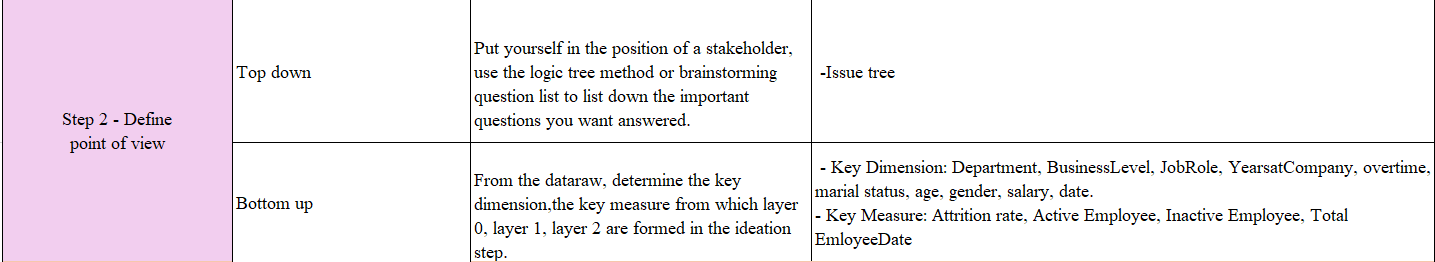 Step 2 - Define
point of view
Top down
Put yourself in the position of a stakeholder,
use the logic tree method or brainstorming
question list to list down the important
questions you want answered.
-Issue tree
Bottom up
From the dataraw, determine the key
dimension,the key measure from which layer
0, layer 1, layer 2 are formed in the ideation
step.
- Key Dimension: Department, BusinessLevel, JobRole, YearsatCompany, overtime,
marial status, age, gender, salary, date.
- Key Measure: Attrition rate, Active Employee, Inactive Employee, Total
EmloyeeDate